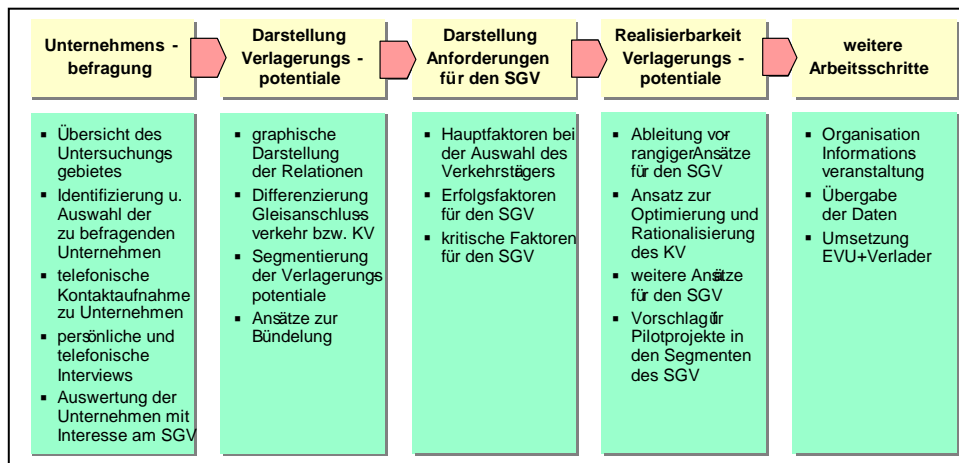 Unternehmens -
befragung
Darstellung
Verlagerungs -
potentiale
Darstellung
Anforderungen
für den SGV
Realisierbarkeit
Verlagerungs -
potentiale
weitere
Arbeitsschritte
▪ Übersicht des
Untersuchungs
gebietes
▪ Identifizierung u.
Auswahl der
zu befragenden
Unternehmen
▪ telefonische
Kontaktaufnahme
zu Unternehmen
▪ persönliche und
telefonische
Interviews
▪ Auswertung der
Unternehmen mit
Interesse am SGV
▪ graphische
Darstellung
der Relationen
▪ Differenzierung
Gleisanschluss-
verkehr bzw. KV
▪ Segmentierung
der Verlagerungs-
potentiale
▪ Ansätze zur
Bündelung
▪ Hauptfaktoren bei
der Auswahl des
Verkehrsträgers
▪ Erfolgsfaktoren
für den SGV
▪ kritische Faktoren
für den SGV
▪ Ableitung vor-
rangiger Ansätze
für den SGV
▪ Ansatz zur
Optimierung und
Rationalisierung
des KV
▪ weitere Ansätze
für den SGV
▪ Vorschlag für
Pilotprojekte in
den Segmenten
des SGV
▪ Organisation
Informations
veranstaltung
▪ Übergabe
der Daten
▪ Umsetzung
EVU+Verlader